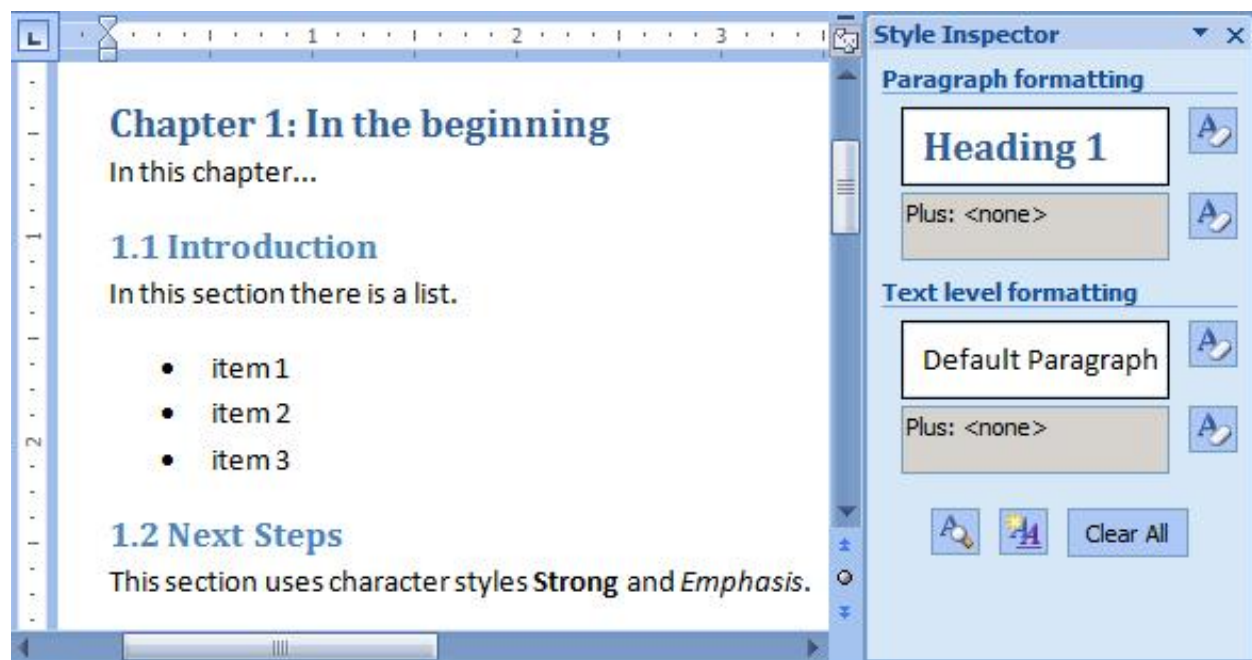 1 2 3
Chapter 1: In the beginning
In this chapter...
1.1 Introduction
In this section there is a list.
• item 1
• item 2
• item 3
1.2 Next Steps
This section uses character styles Strong and Emphasis.
1
2
Style Inspector
Paragraph formatting
Heading 1
Plus: <none>
Text level formatting
Default Paragraph
Plus: <none>
Clear All